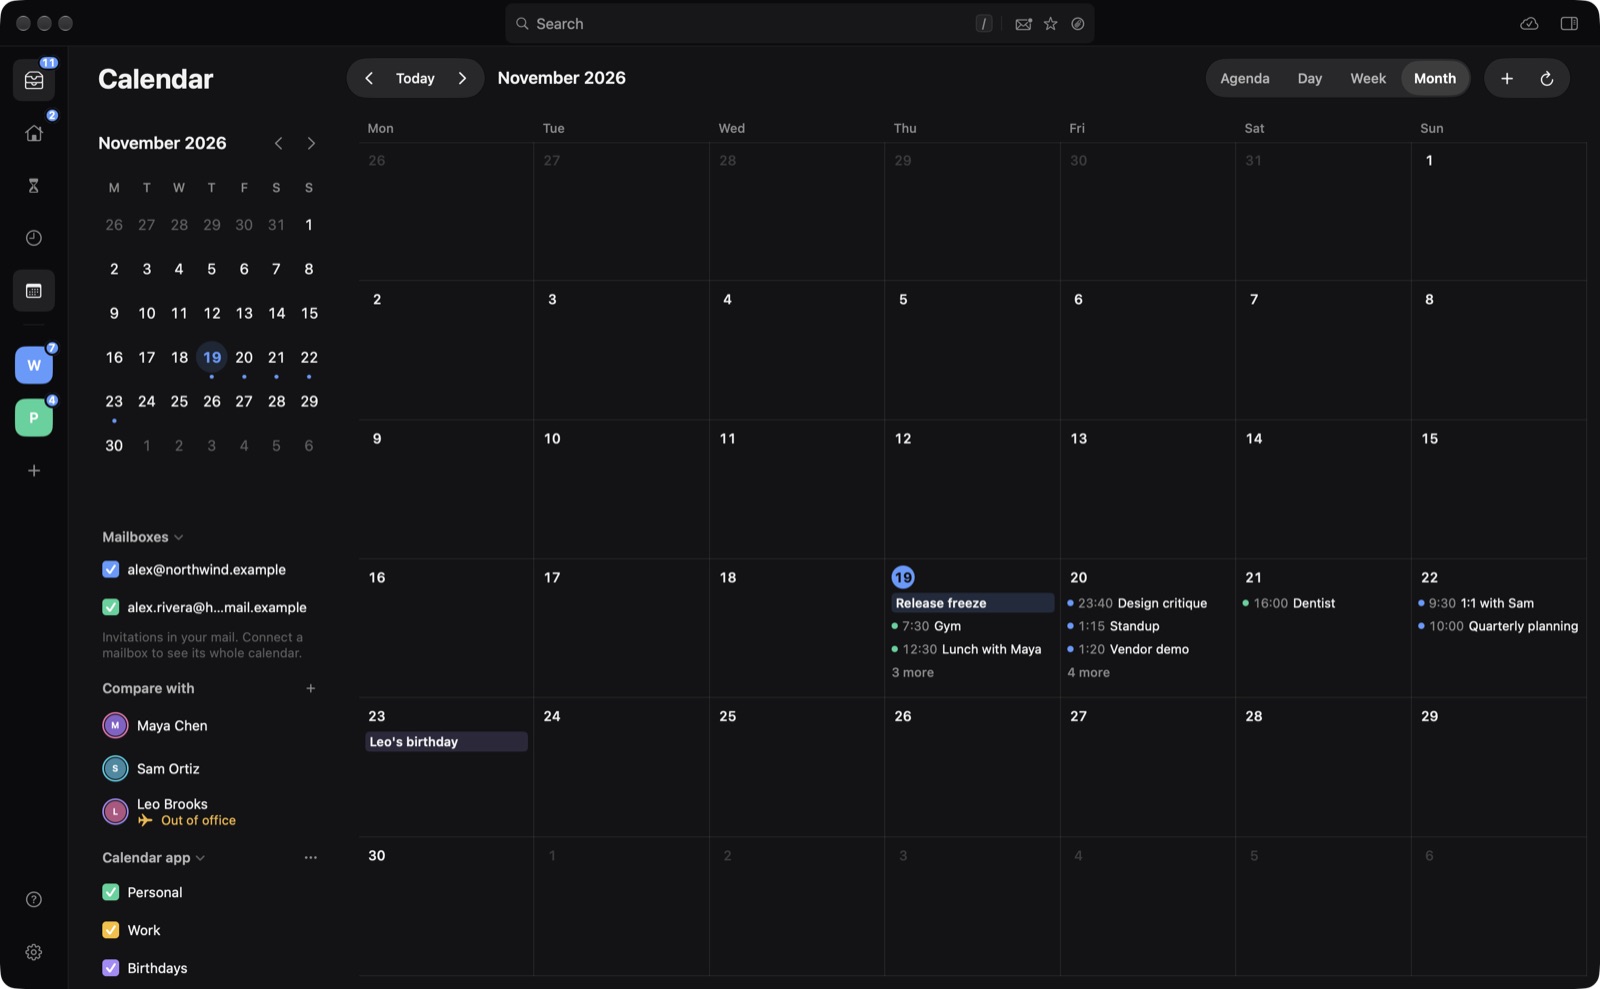 Search /
11
Calendar
Today
November 2026
Agenda Day Week Month
2
November 2026
M T W T F S S
26 27 28 29 30 31 1
2 3 4 5 6 7 8
9 10 11 12 13 14 15
16 17 18 19 20 21 22
23 24 25 26 27 28 29
30 1 2 3 4 5 6
W 7
P 4
Mailboxes
alex@northwind.example
alex.rivera@h...mail.example
Invitations in your mail. Connect a
mailbox to see its whole calendar.
Compare with
M Maya Chen
S Sam Ortiz
L Leo Brooks
Out of office
Calendar app
Personal
Work
Birthdays
Mon Tue Wed Thu Fri Sat Sun
26 27 28 29 30 31 1
2 3 4 5 6 7 8
9 10 11 12 13 14 15
16 17 18 19 20 21 22
Release freeze
7:30 Gym
12:30 Lunch with Maya
3 more
23:40 Design critique
1:15 Standup
1:20 Vendor demo
4 more
16:00 Dentist
9:30 1:1 with Sam
10:00 Quarterly planning
23 24 25 26 27 28 29
Leo's birthday
30 1 2 3 4 5 6